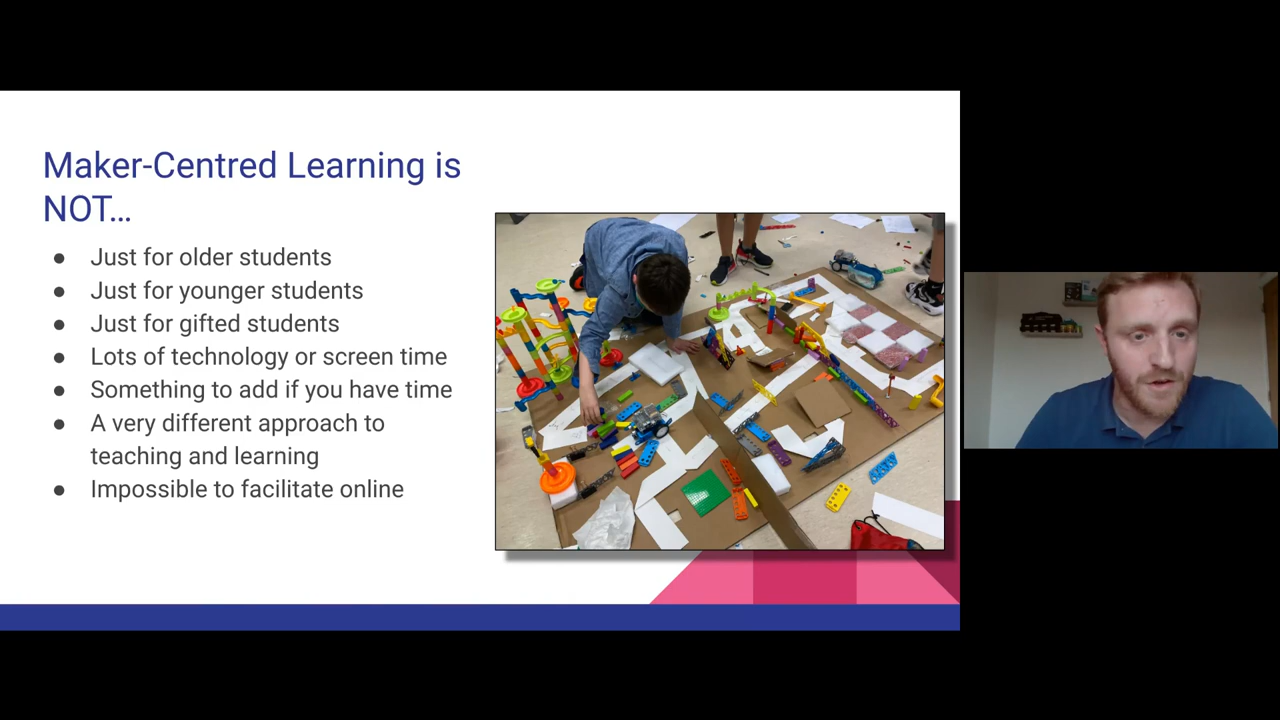 Maker-Centred Learning is
NOT...
● Just for older students
● Just for younger students
● Just for gifted students
● Lots of technology or screen time
● Something to add if you have time
● A very different approach to
teaching and learning
● Impossible to facilitate online